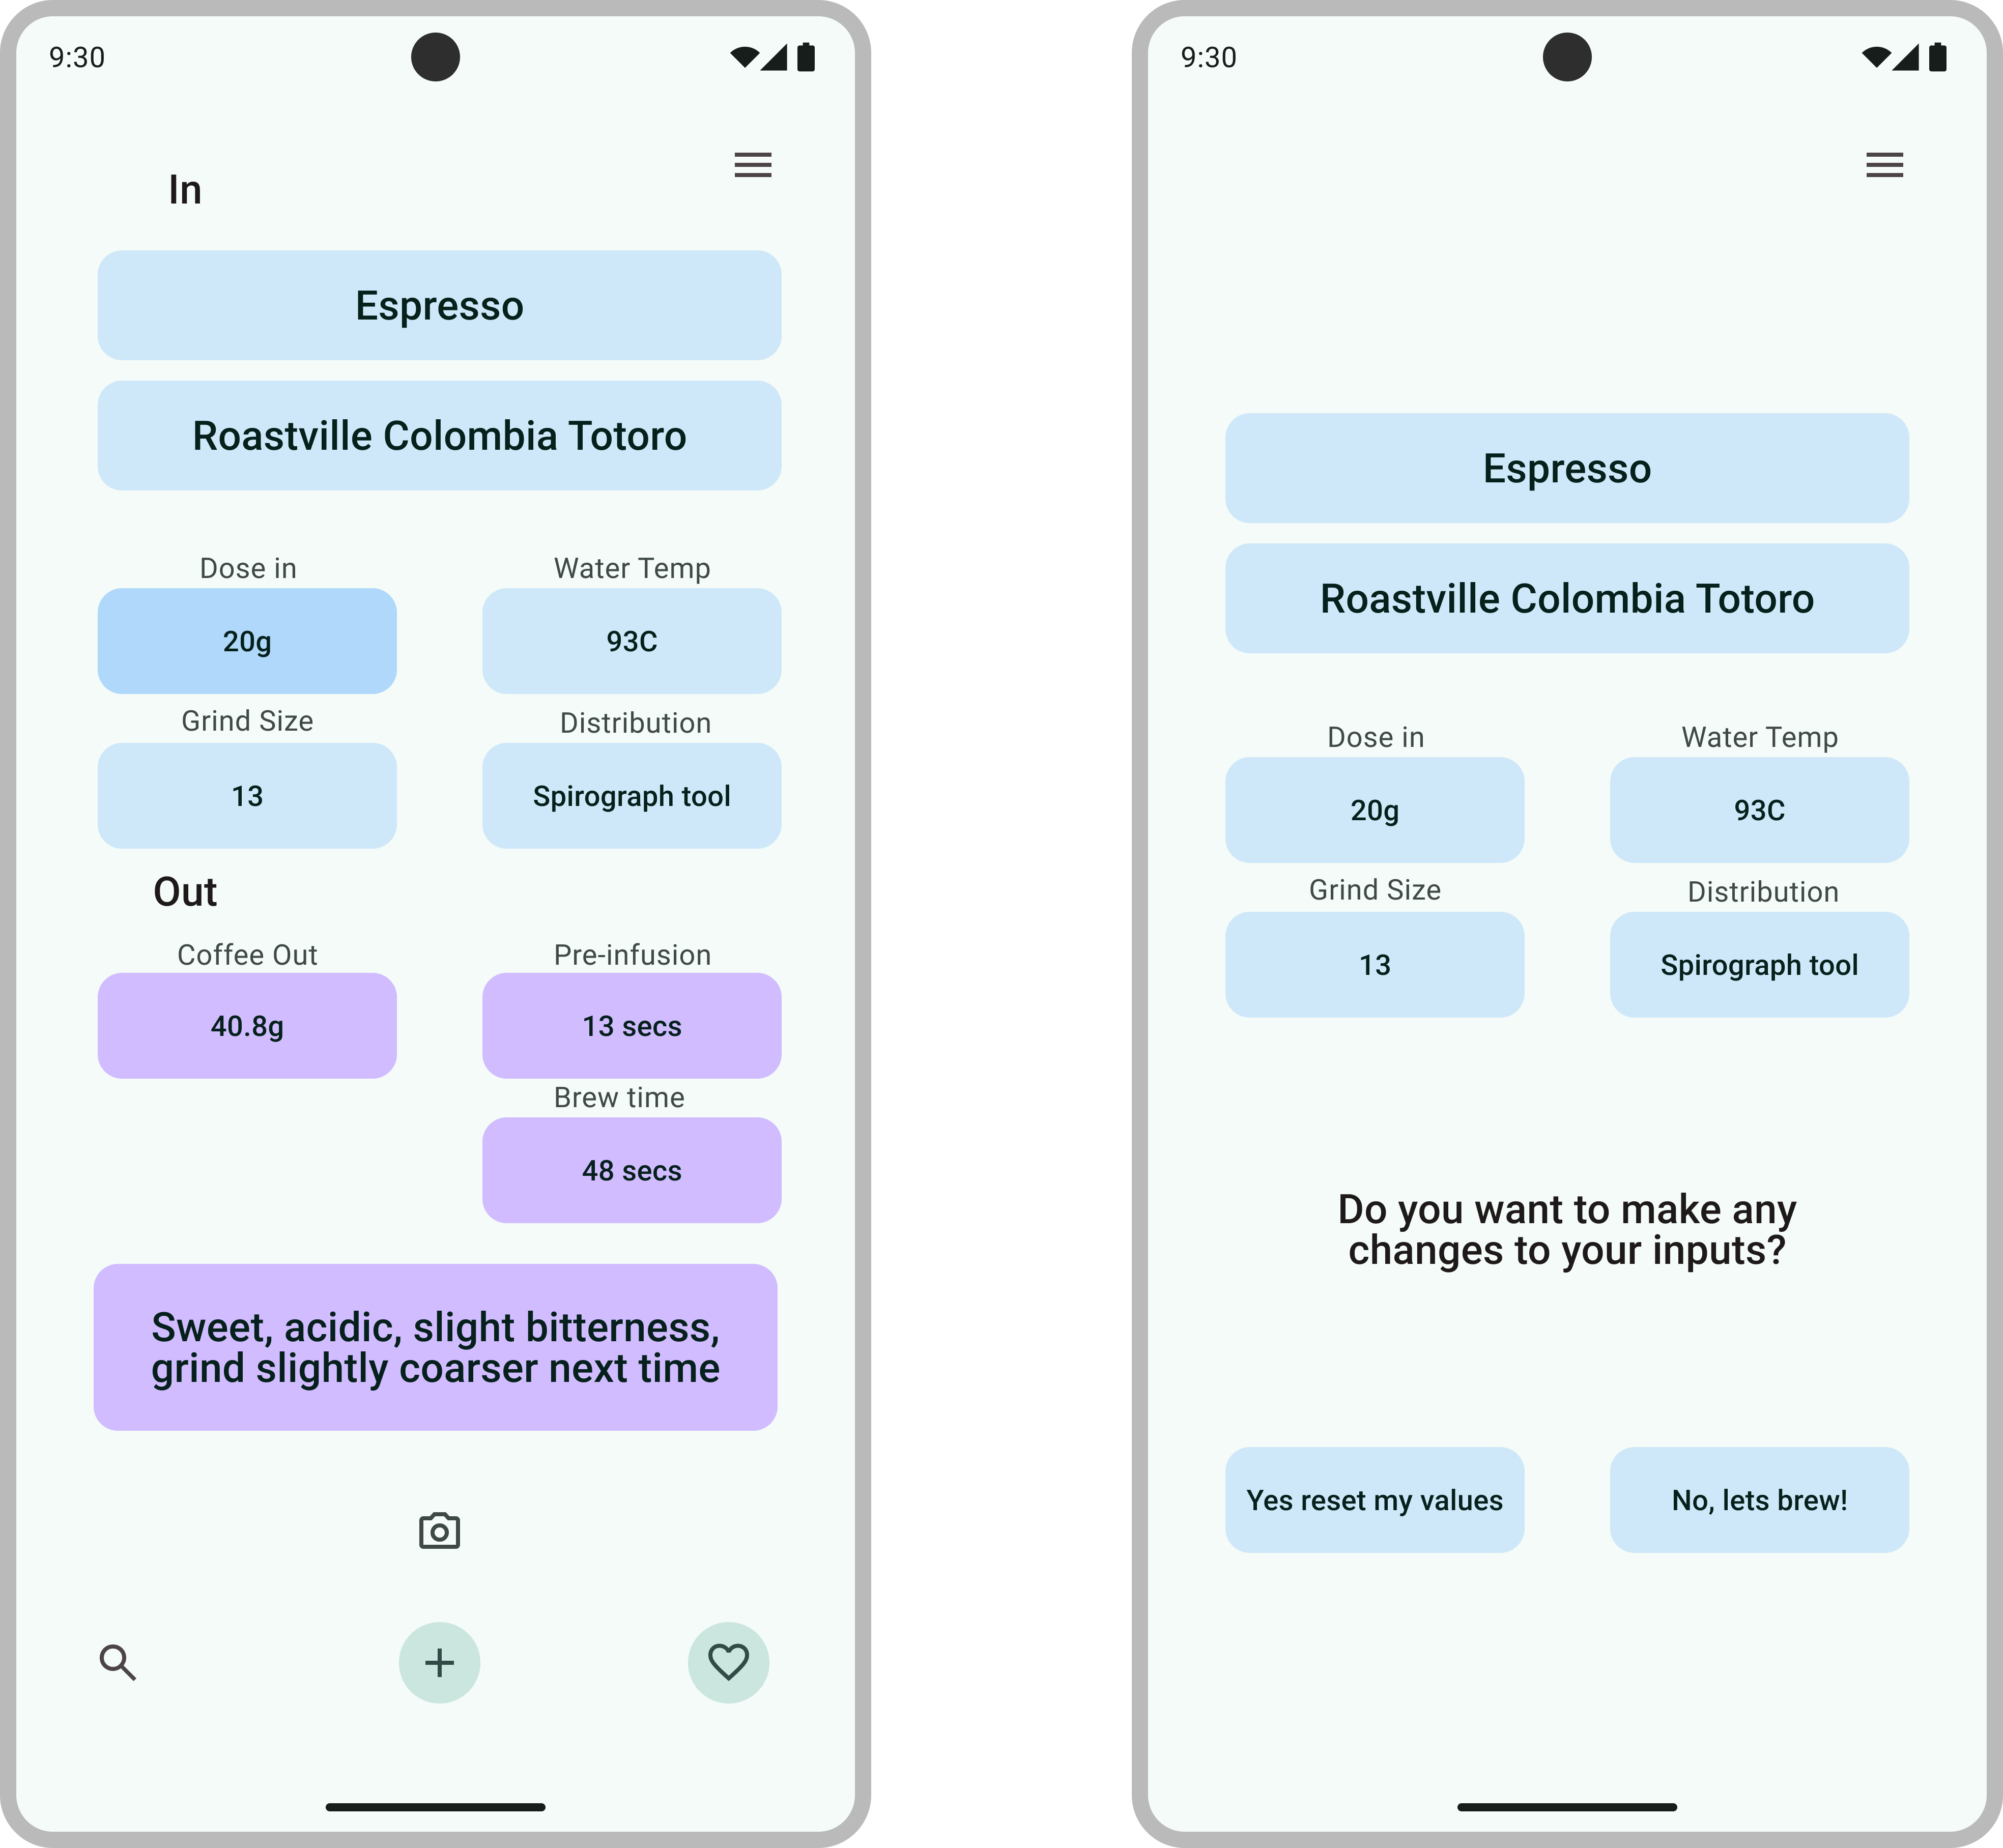 9:30
In
Espresso
Roastville Colombia Totoro
Dose in
Water Temp
20g
93C
Grind Size
Distribution
13
Spirograph tool
Out
Coffee Out
Pre-infusion
40.8g
13 secs
Brew time
48 secs
Sweet, acidic, slight bitterness,
grind slightly coarser next time
9:30
Espresso
Roastville Colombia Totoro
Dose in
Water Temp
20g
93C
Grind Size
Distribution
13
Spirograph tool
Do you want to make any
changes to your inputs?
Yes reset my values
No, lets brew!